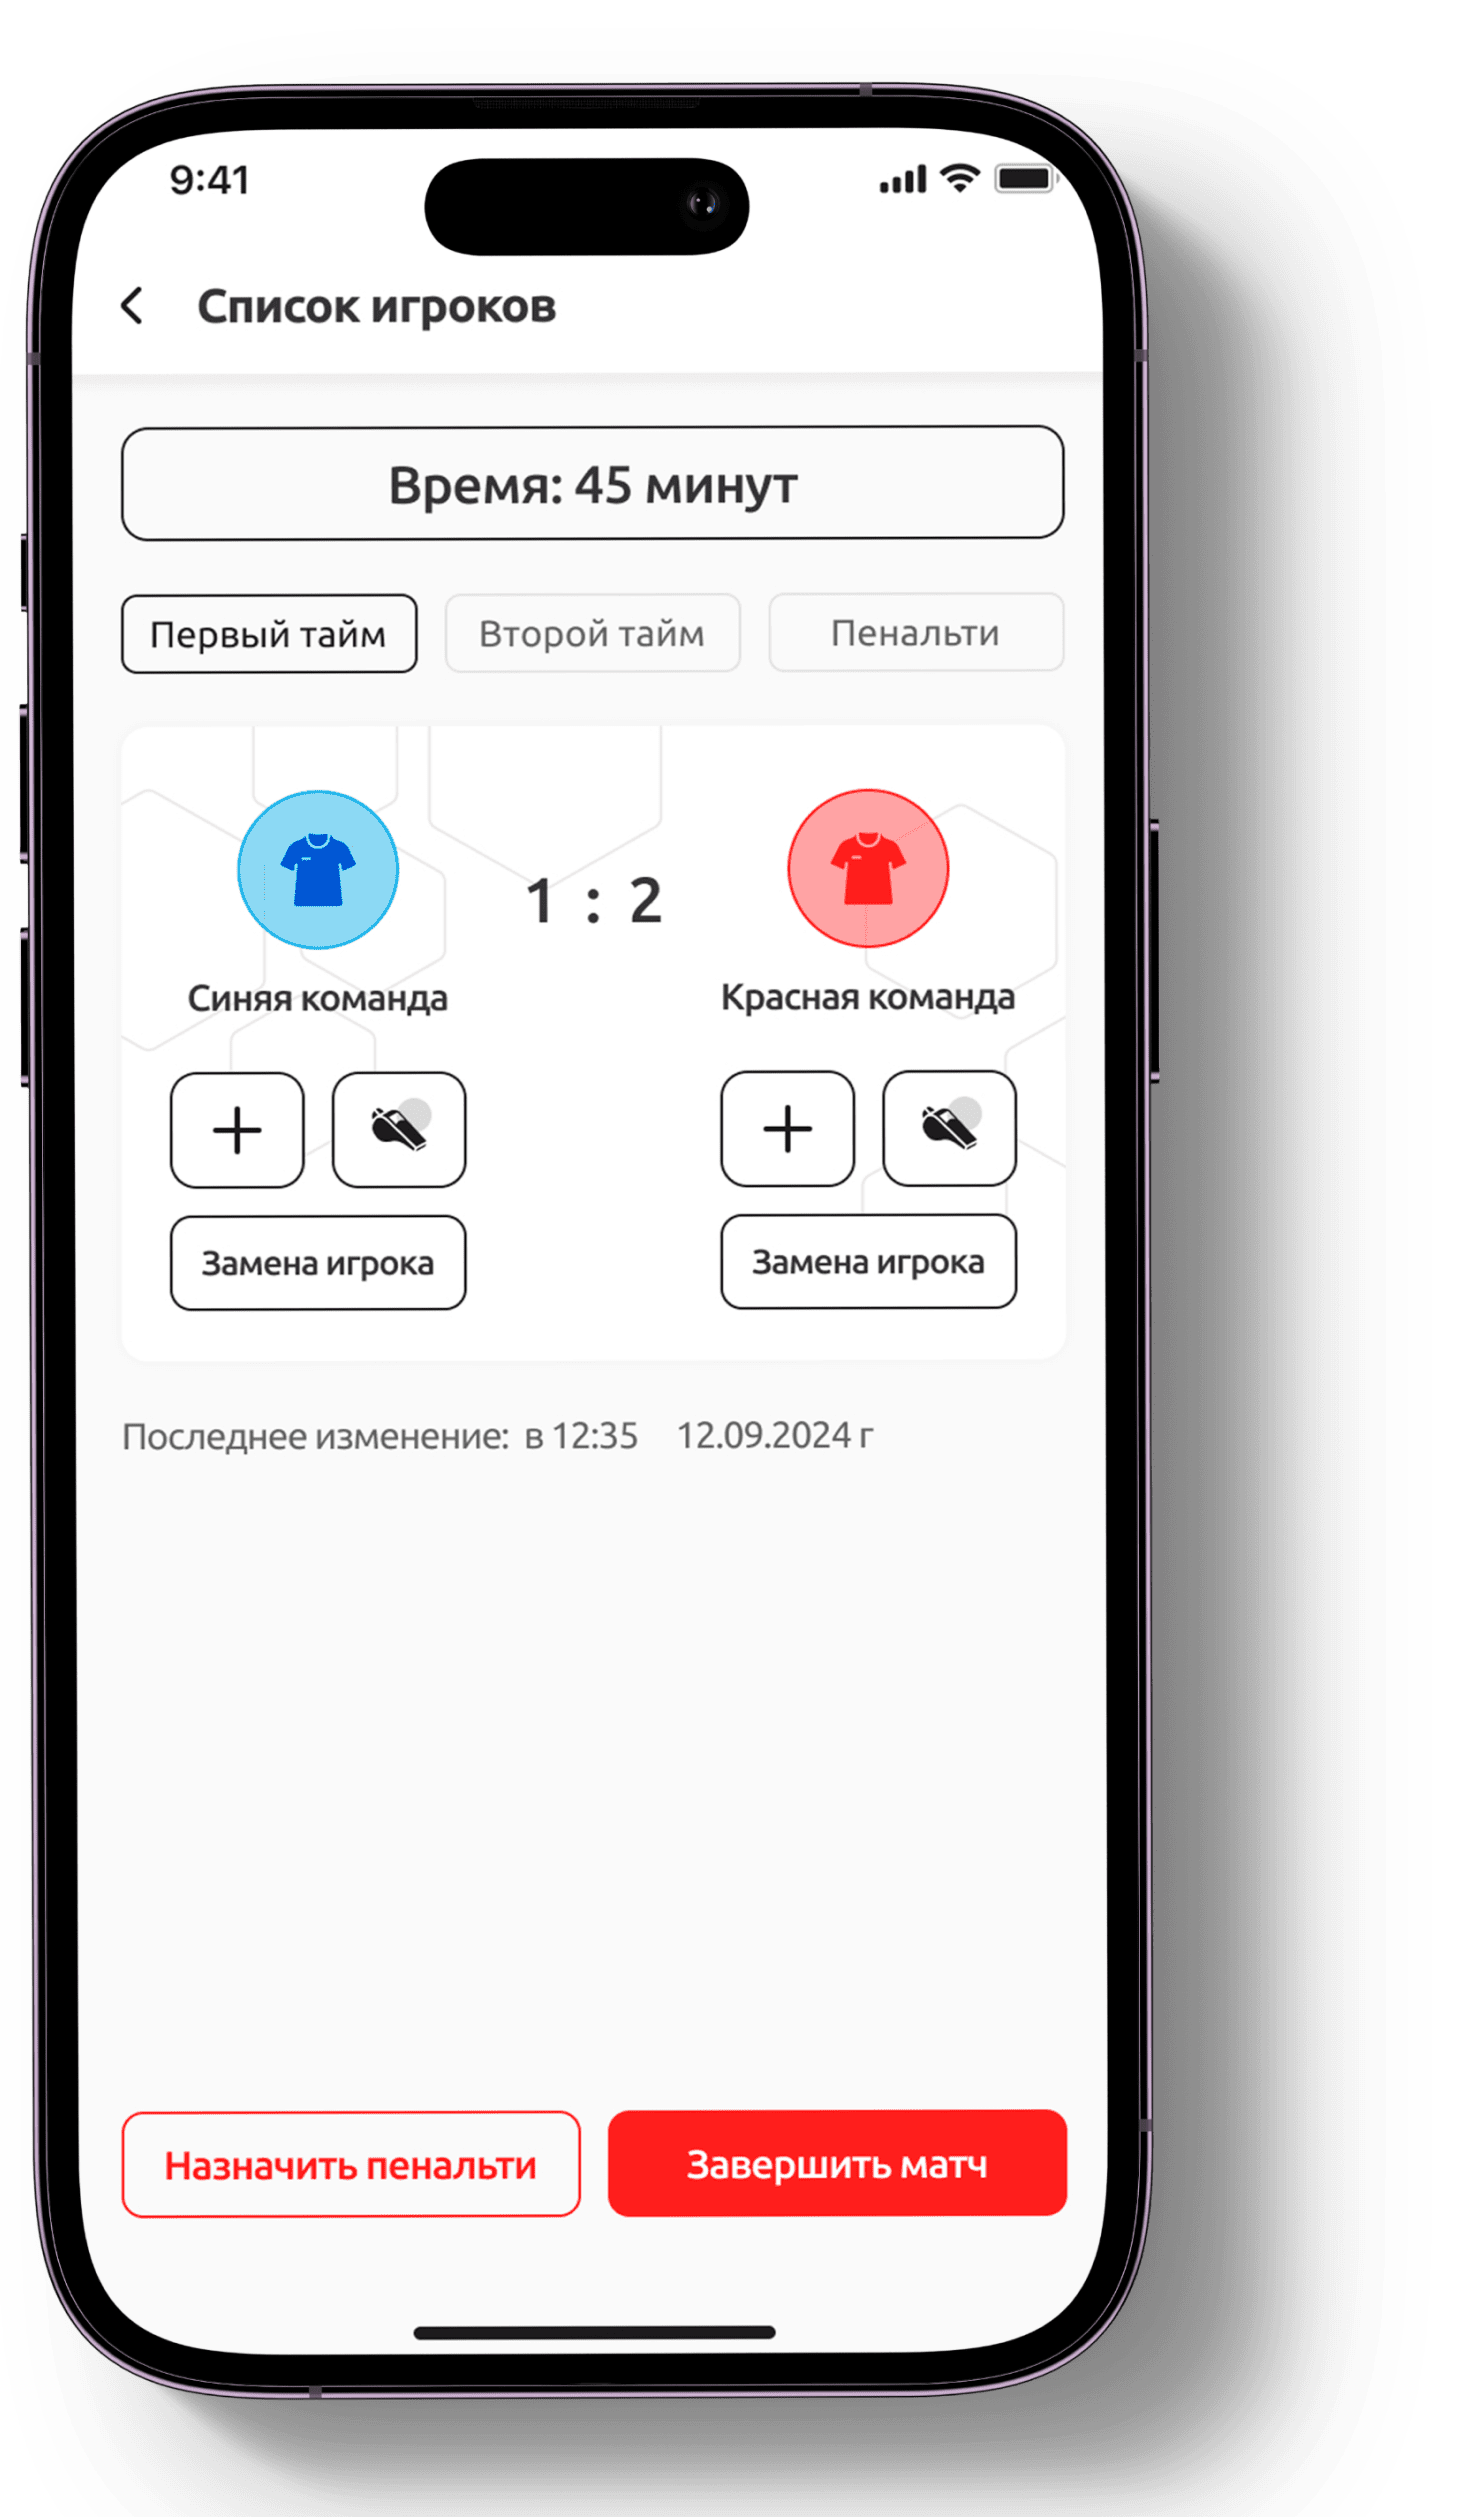 9:41
Список игроков
Время: 45 минут
Первый тайм Второй тайм Пенальти
1 : 2
Синяя команда Красная команда
Замена игрока Замена игрока
Последнее изменение: в 12:35 12.09.2024 г
Назначить пенальти Завершить матч